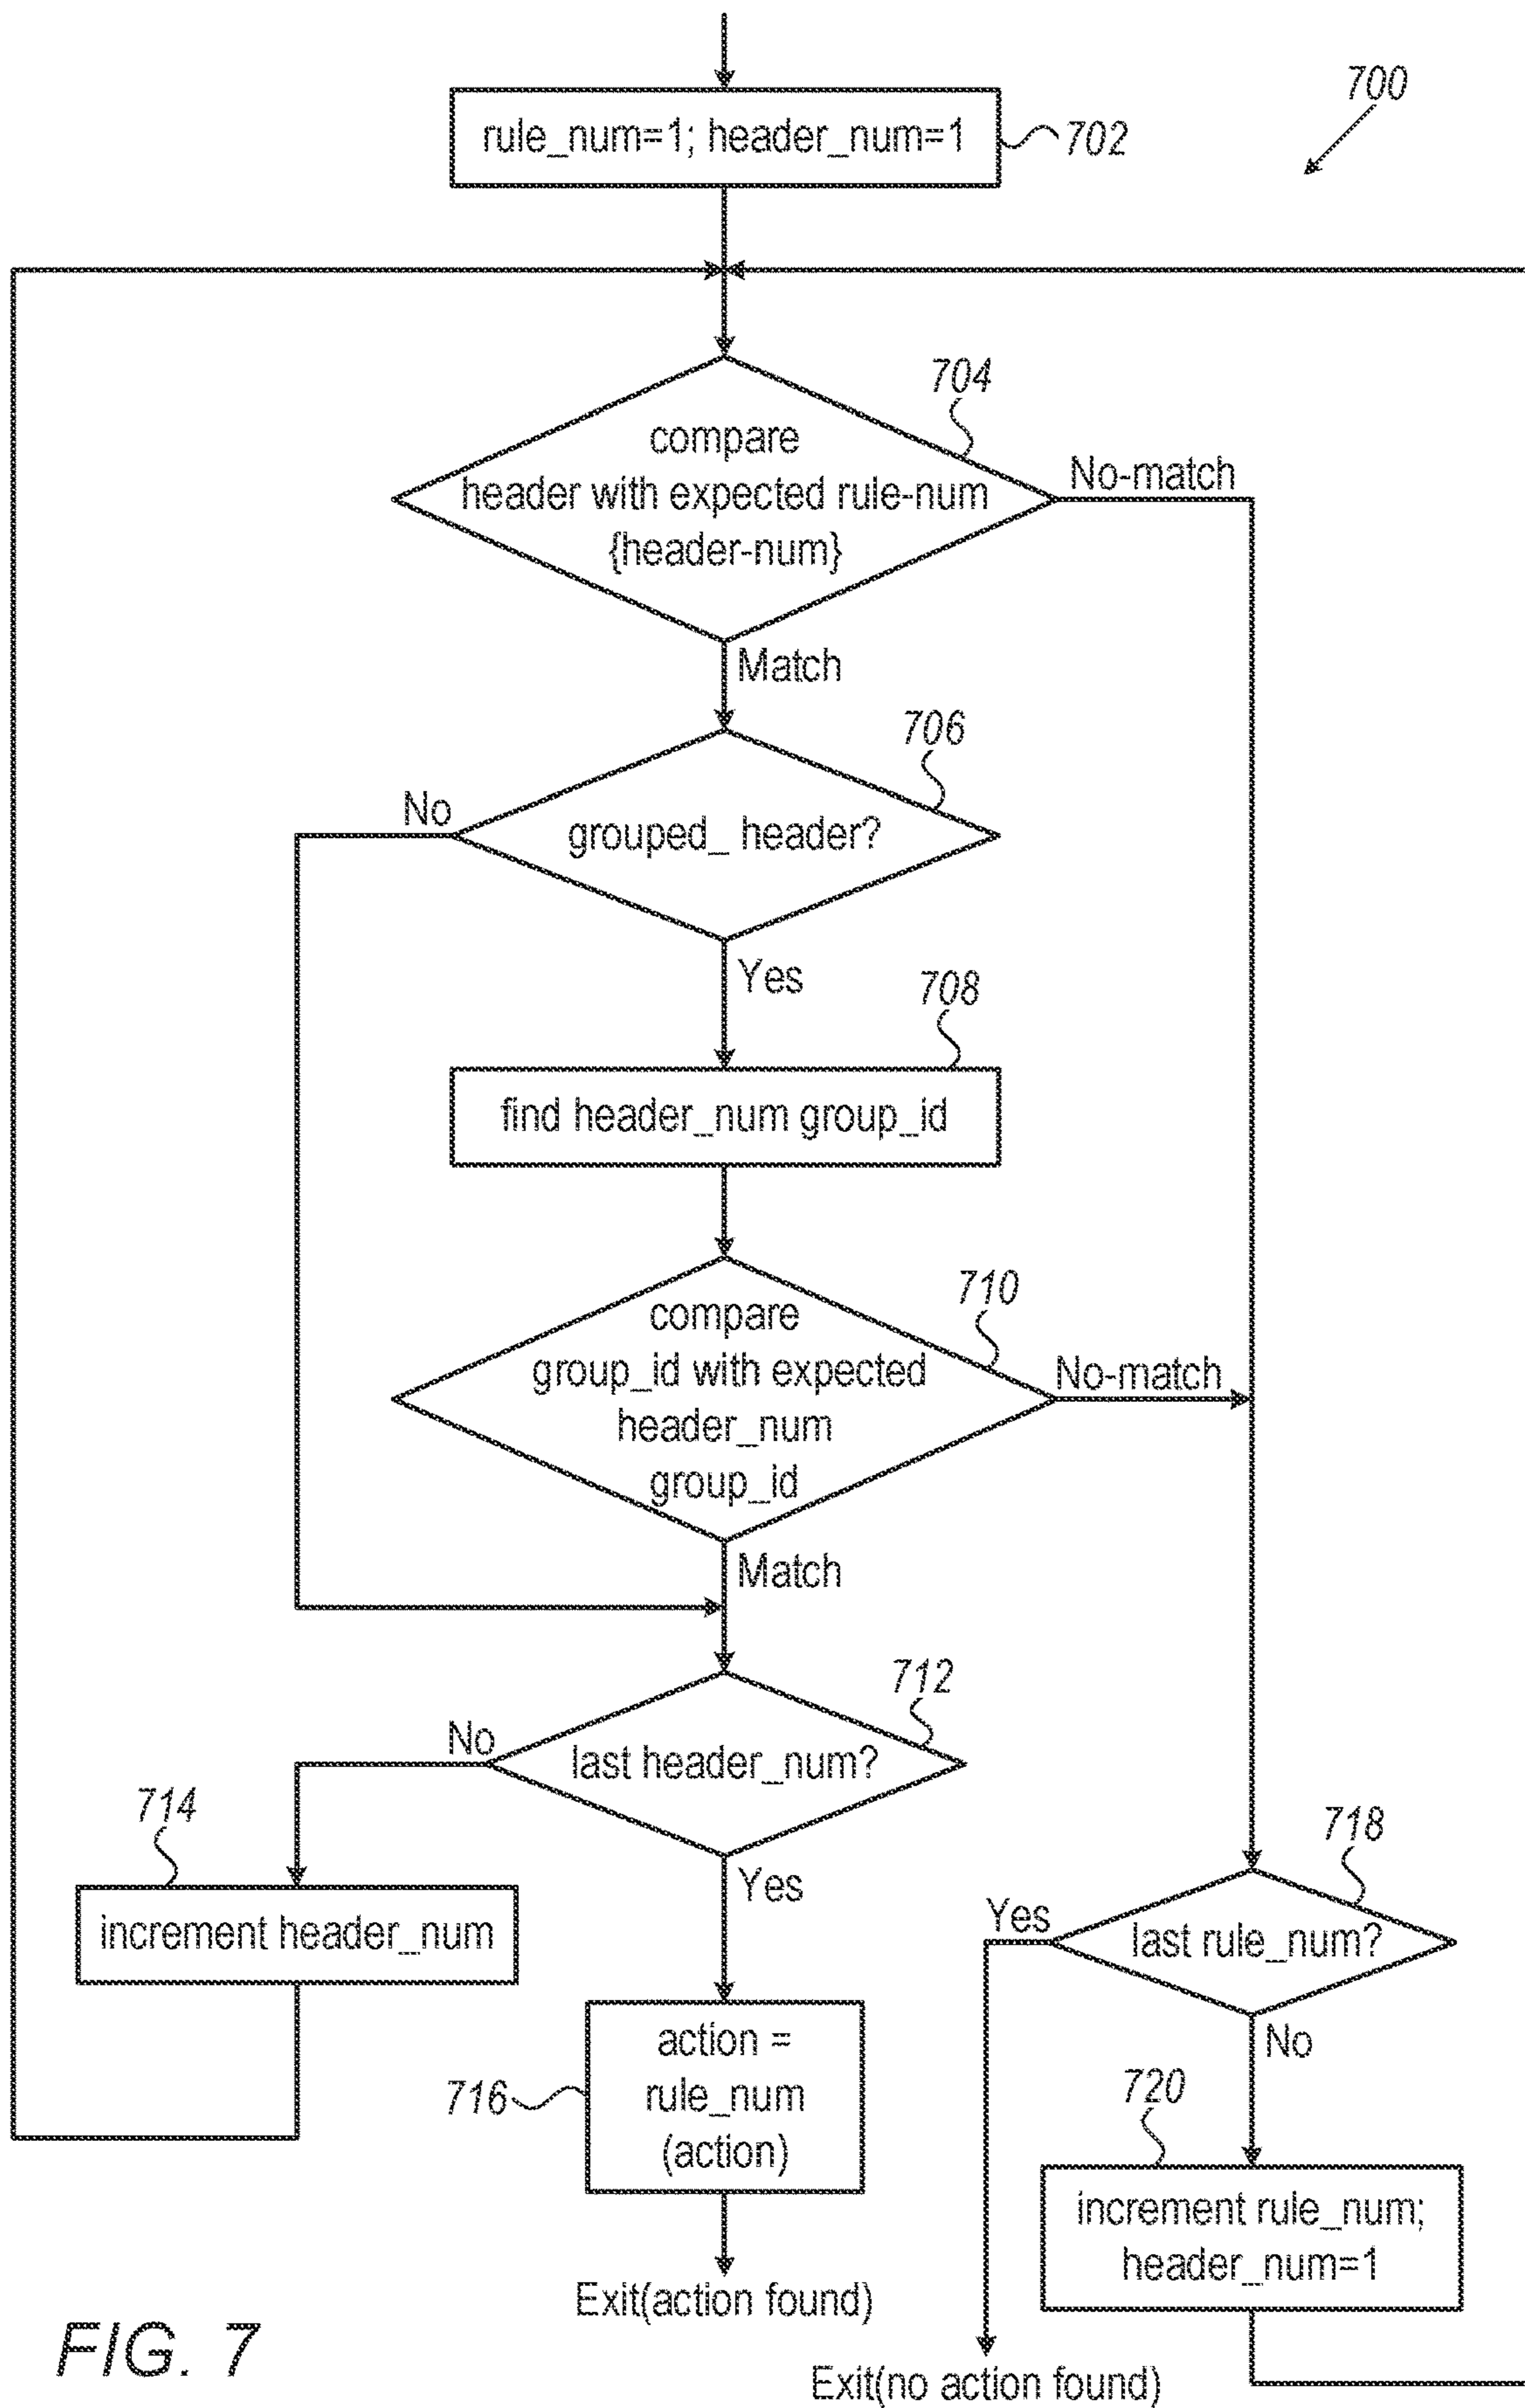 700
rule_num=1; header_num=1
702
704
compare
header with expected rule-num
{header-num}
No-match
Match
706
No
grouped_ header?
Yes
708
find header_num group_id
710
compare
group_id with expected
header_num
group_id
No-match
Match
712
No
last header_num?
714
718
Yes
increment header_num
Yes
last rule_num?
action =
rule_num
(action)
716
No
720
increment rule_num;
header_num=1
Exit(action found)
FIG. 7
Exit(no action found)